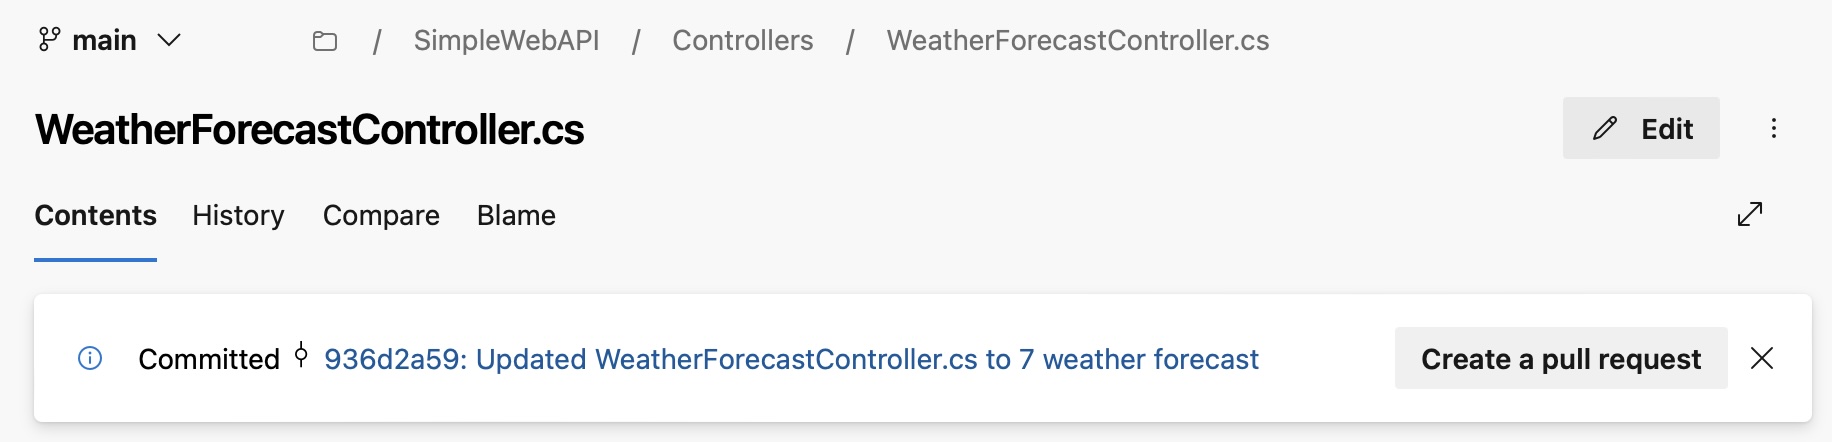 main / SimpleWebAPI / Controllers / WeatherForecastController.cs
WeatherForecastController.cs
Edit
Contents History Compare Blame
Committed 936d2a59: Updated WeatherForecastController.cs to 7 weather forecast
Create a pull request